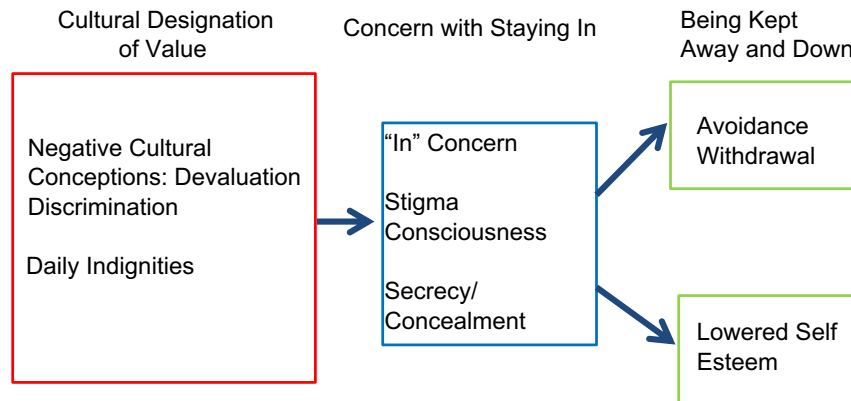 Cultural Designation
of Value
Concern with Staying In
Being Kept
Away and Down
Negative Cultural
Conceptions: Devaluation
Discrimination
Daily Indignities
“In” Concern
Stigma
Consciousness
Secrecy/
Concealment
Avoidance
Withdrawal
Lowered Self
Esteem